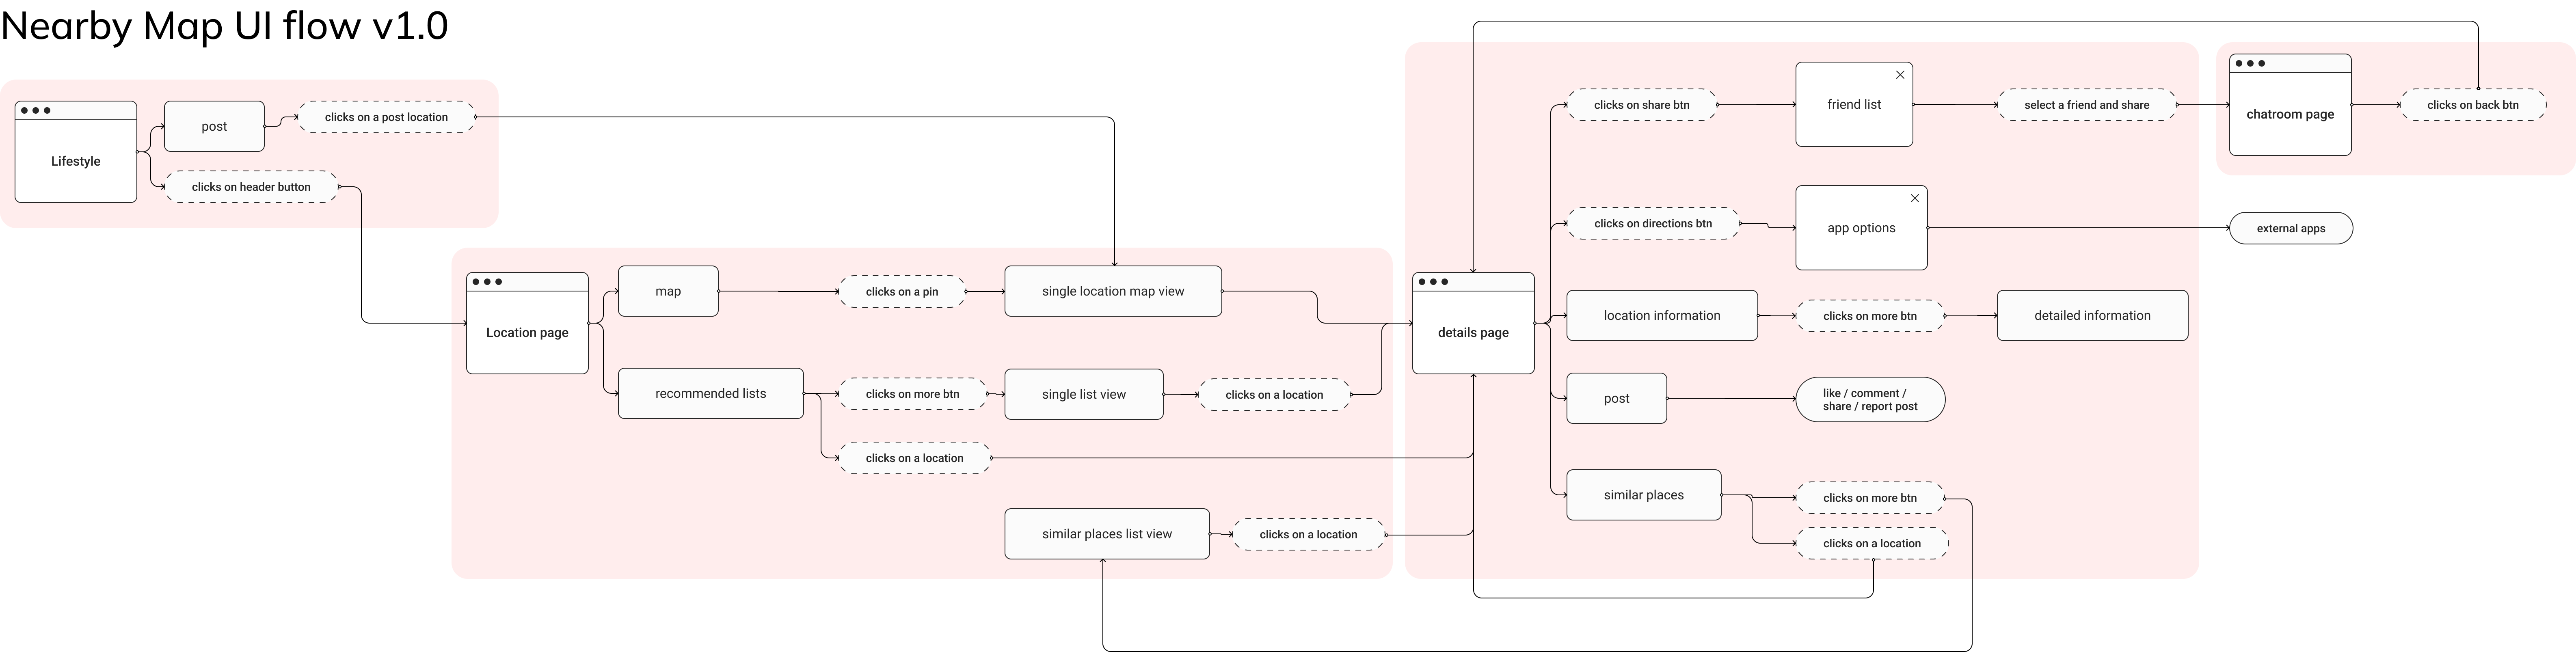 Nearby Map UI flow v1.0
Lifestyle
post
clicks on a post location
clicks on header button
Location page
map
clicks on a pin
single location map view
recommended lists
clicks on more btn
single list view
clicks on a location
clicks on a location
similar places list view
clicks on a location
details page
clicks on share btn
friend list
select a friend and share
clicks on directions btn
app options
location information
clicks on more btn
detailed information
post
like / comment /
share / report post
similar places
clicks on more btn
clicks on a location
chatroom page
clicks on back btn
external apps